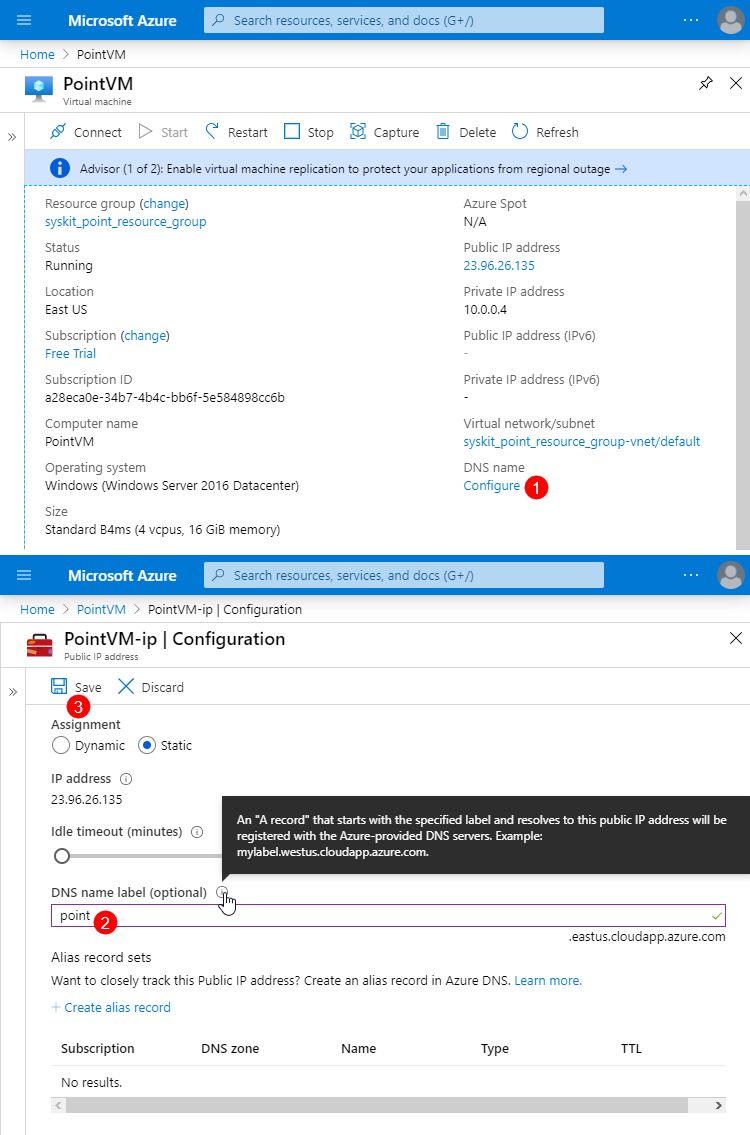 Microsoft Azure
Search resources, services, and docs (G+/)
Home > PointVM
PointVM
Virtual machine
Connect Start Restart Stop Capture Delete Refresh
Advisor (1 of 2): Enable virtual machine replication to protect your applications from regional outage →
Resource group (change)
syskit_point_resource_group
Status
Running
Location
East US
Subscription (change)
Free Trial
Subscription ID
a28eca0e-34b7-4b4c-bb6f-5e584898cc6b
Computer name
PointVM
Operating system
Windows (Windows Server 2016 Datacenter)
Size
Standard B4ms (4 vcpus, 16 GiB memory)
Azure Spot
N/A
Public IP address
23.96.26.135
Private IP address
10.0.0.4
Public IP address (IPv6)
-
Private IP address (IPv6)
-
Virtual network/subnet
syskit_point_resource_group-vnet/default
DNS name
Configure 1
Microsoft Azure
Search resources, services, and docs (G+/)
Home > PointVM > PointVM-ip | Configuration
PointVM-ip | Configuration
Public IP address
Save Discard
3
Assignment
Dynamic Static
IP address
23.96.26.135
An "A record" that starts with the specified label and resolves to this public IP address will be
registered with the Azure-provided DNS servers. Example:
mylabel.westus.cloudapp.azure.com.
Idle timeout (minutes)
DNS name label (optional)
point 2
.eastus.cloudapp.azure.com
Alias record sets
Want to closely track this Public IP address? Create an alias record in Azure DNS. Learn more.
+ Create alias record
Subscription DNS zone Name Type TTL
No results.